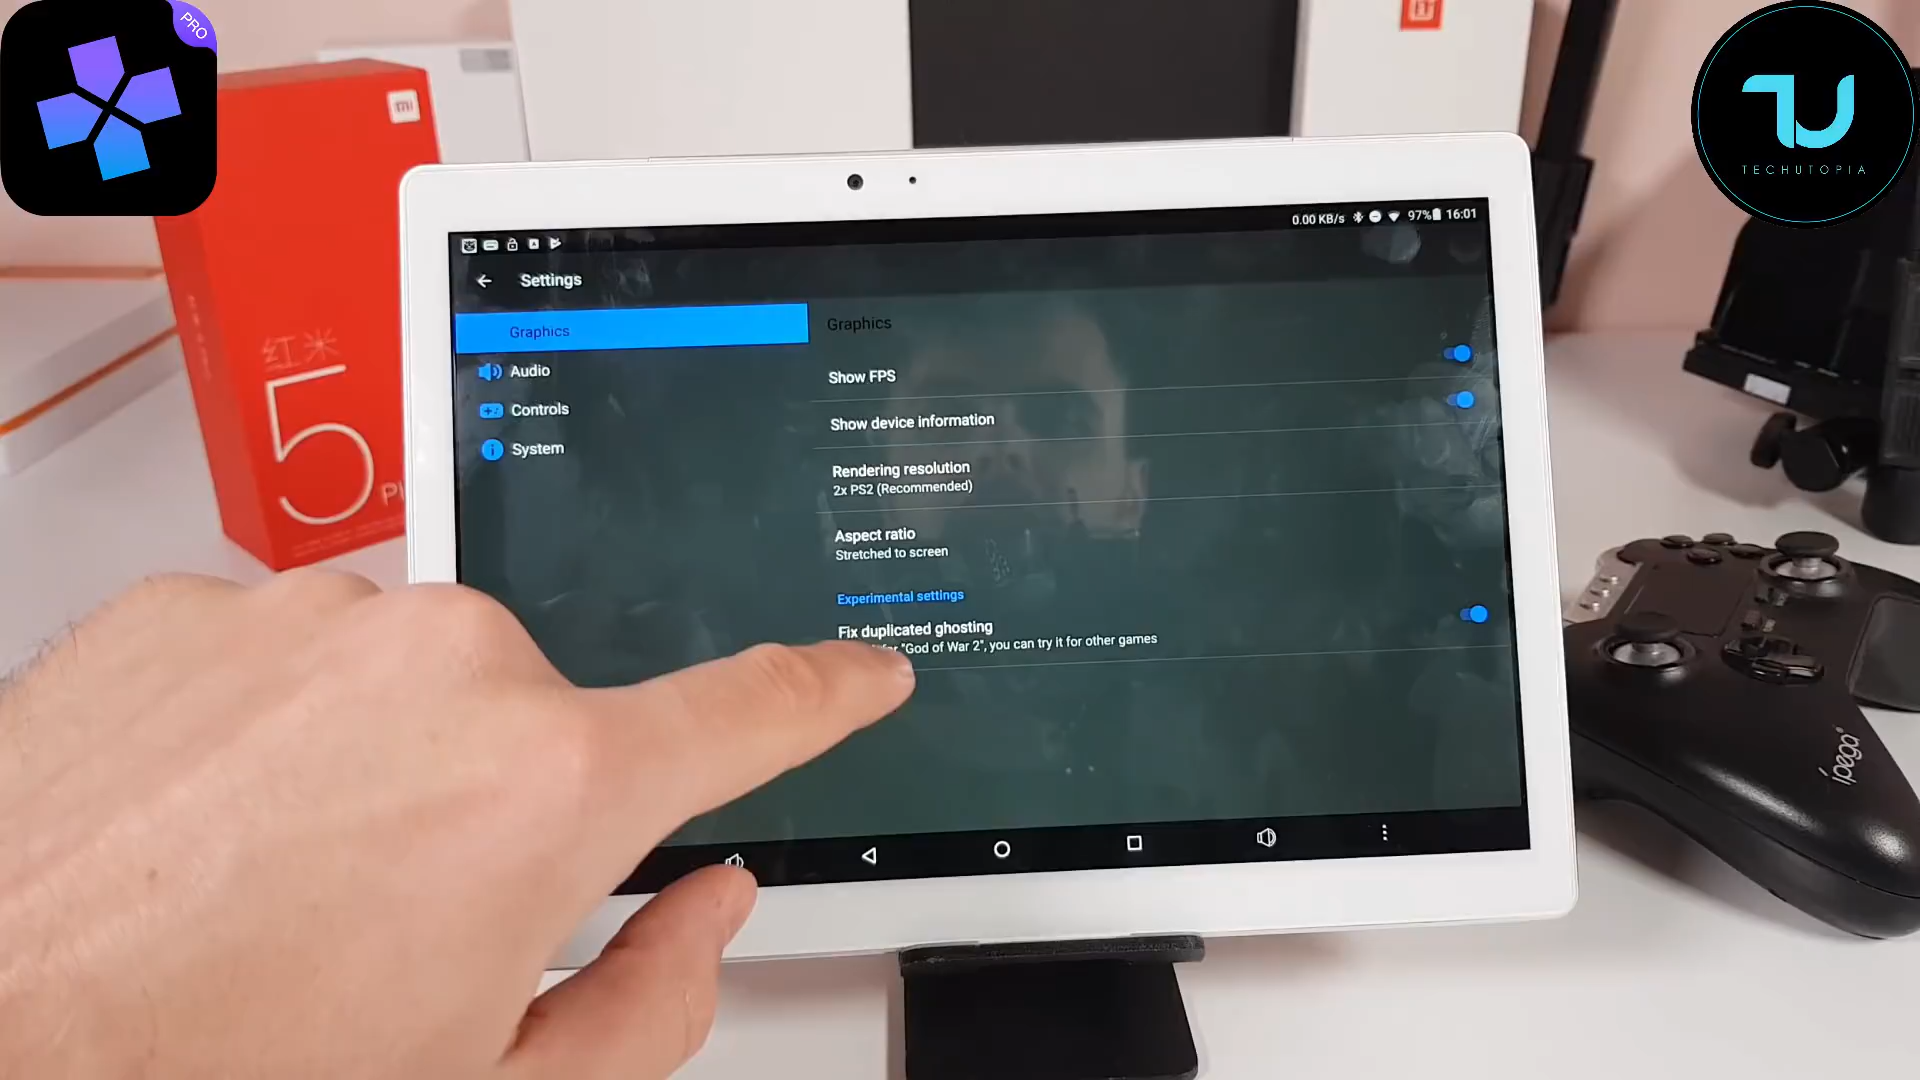 PRO
TECHUTOPIA
mi
红米
5
0.00 KB/s 97% 16:01
Settings
Graphics
Audio
Controls
System
Graphics
Show FPS
Show device information
Rendering resolution
2x PS2 (Recommended)
Aspect ratio
Stretched to screen
Experimental settings
Fix duplicated ghosting
"God of War 2", you can try it for other games
ipega